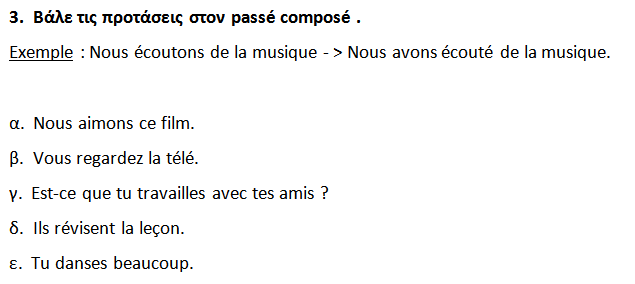 3. Βάλε τις προτάσεις στον passé composé .
Exemple : Nous écoutons de la musique - > Nous avons écouté de la musique.
α. Nous aimons ce film.
β. Vous regardez la télé.
γ. Est-ce que tu travailles avec tes amis ?
δ. Ils révisent la leçon.
ε. Tu danses beaucoup.